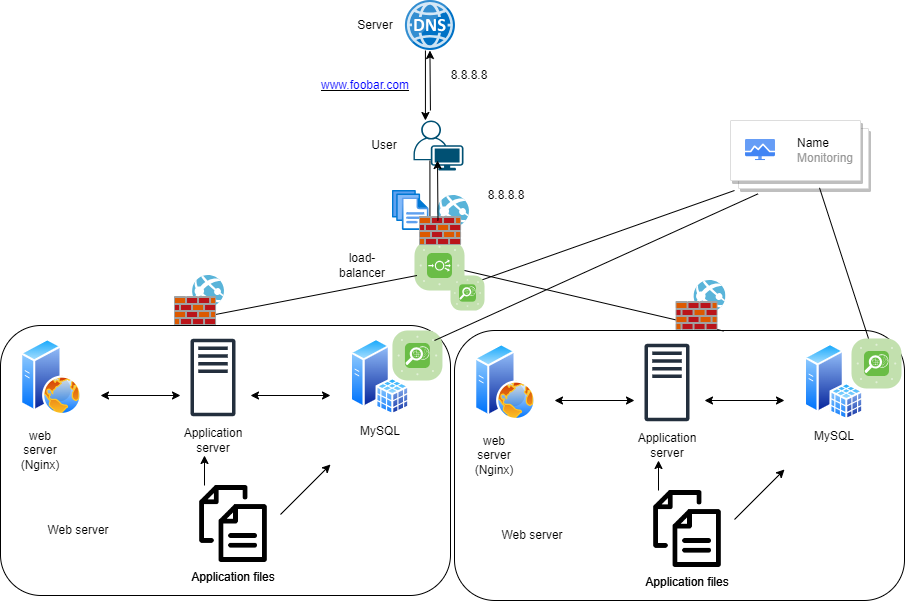 Server
DNS
8.8.8.8
www.foobar.com
User
Name
Monitoring
8.8.8.8
load-
balancer
web
server
(Nginx)
Application
server
MySQL
Web server
Application files
web
server
(Nginx)
Application
server
MySQL
Web server
Application files